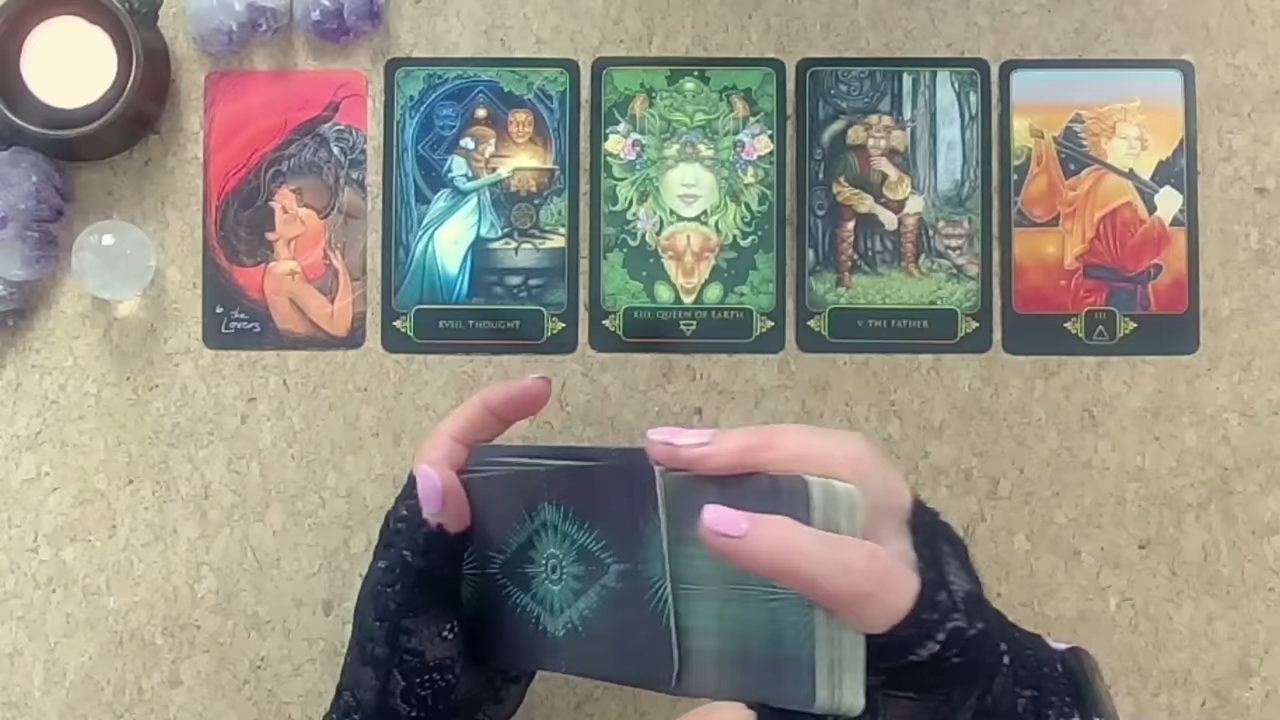 6 The
Lovers
XVIII. THOUGHT
XIII. QUEEN OF EARTH
V. THE FATHER
III